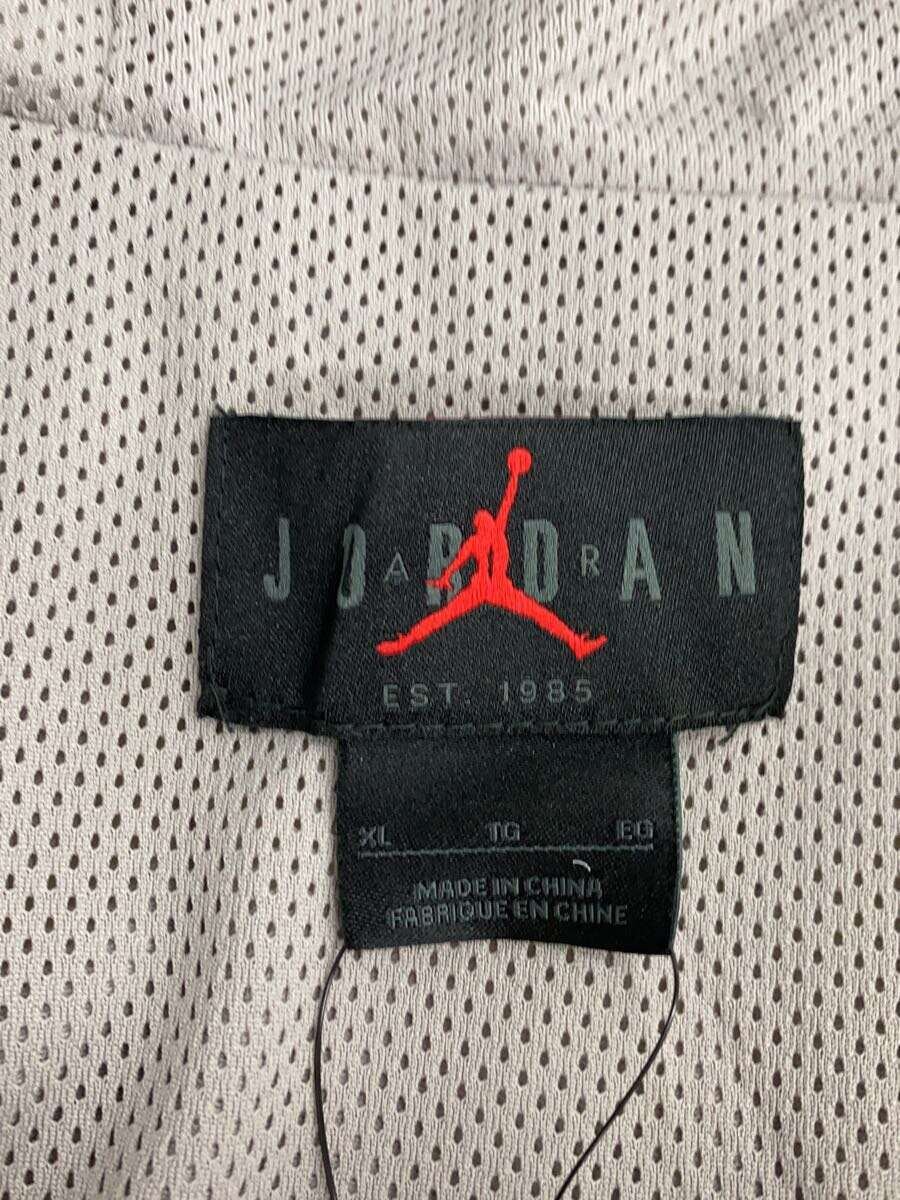 JORDAN
AIR
EST. 1985
XL TG EG
MADE IN CHINA
FABRIQUE EN CHINE